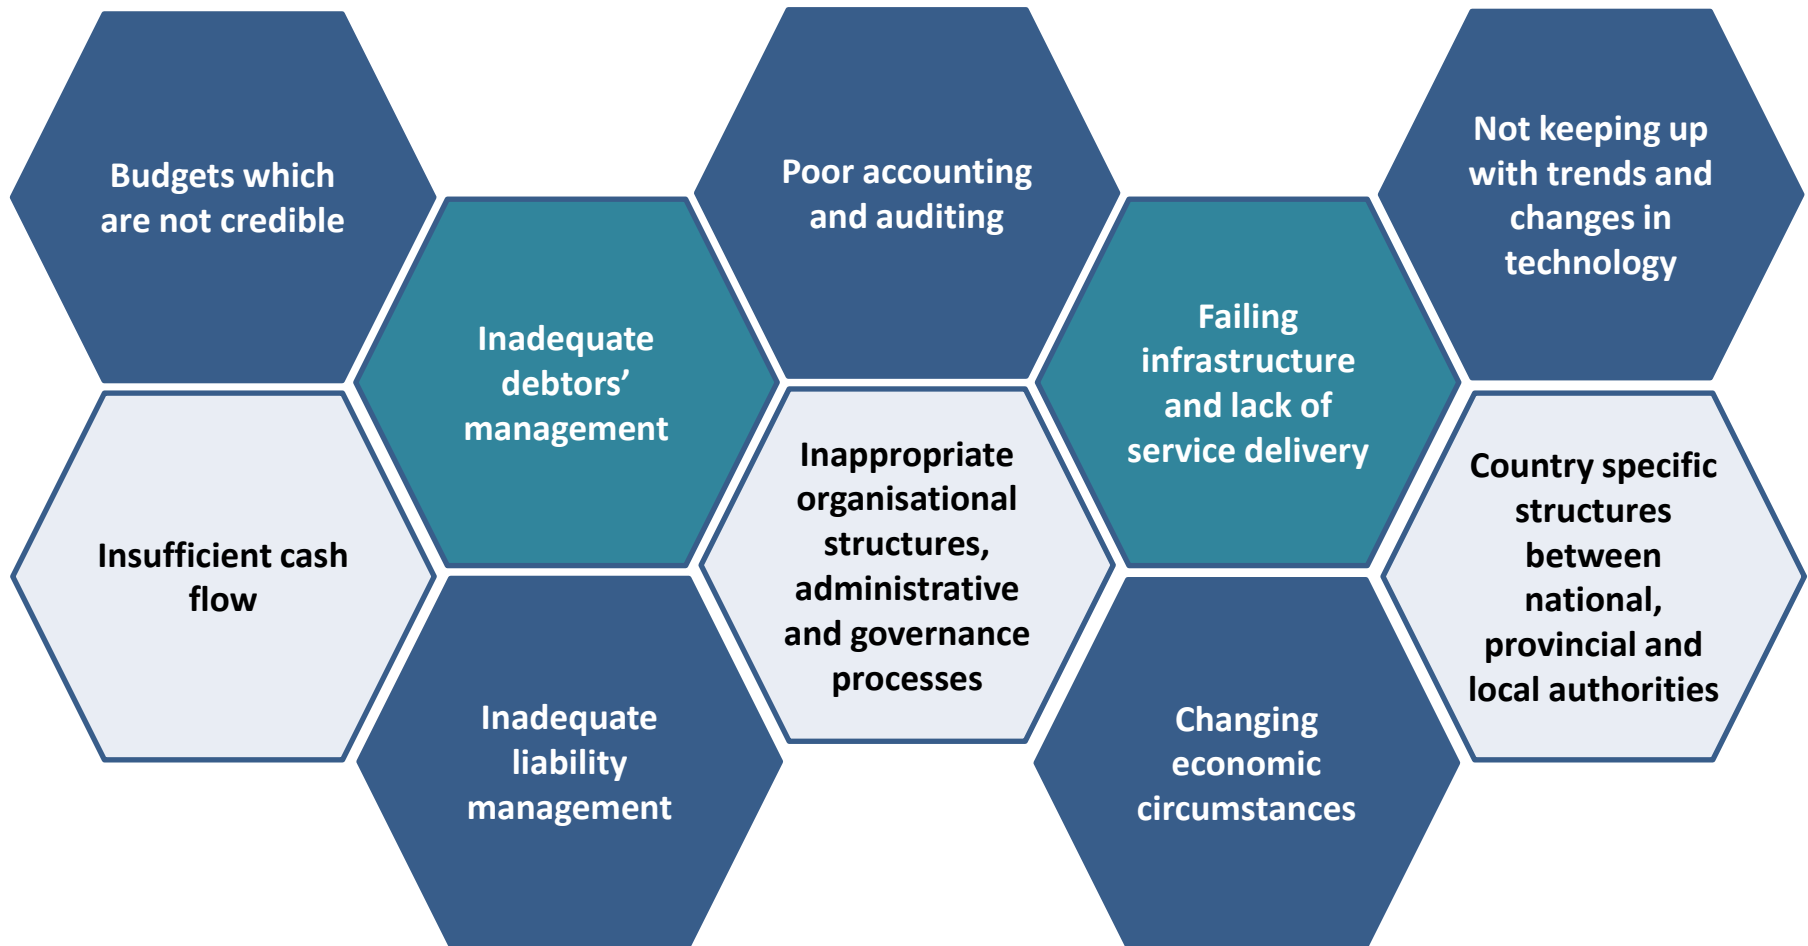 Budgets which
are not credible
Poor accounting
and auditing
Not keeping up
with trends and
changes in
technology
Inadequate
debtors’
management
Failing
infrastructure
and lack of
service delivery
Insufficient cash
flow
Inappropriate
organisational
structures,
administrative
and governance
processes
Country specific
structures
between
national,
provincial and
local authorities
Inadequate
liability
management
Changing
economic
circumstances